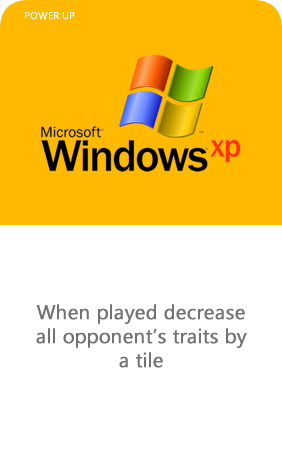 POWER UP
Microsoft®
Windows xp
When played decrease
all opponent's traits by
a tile